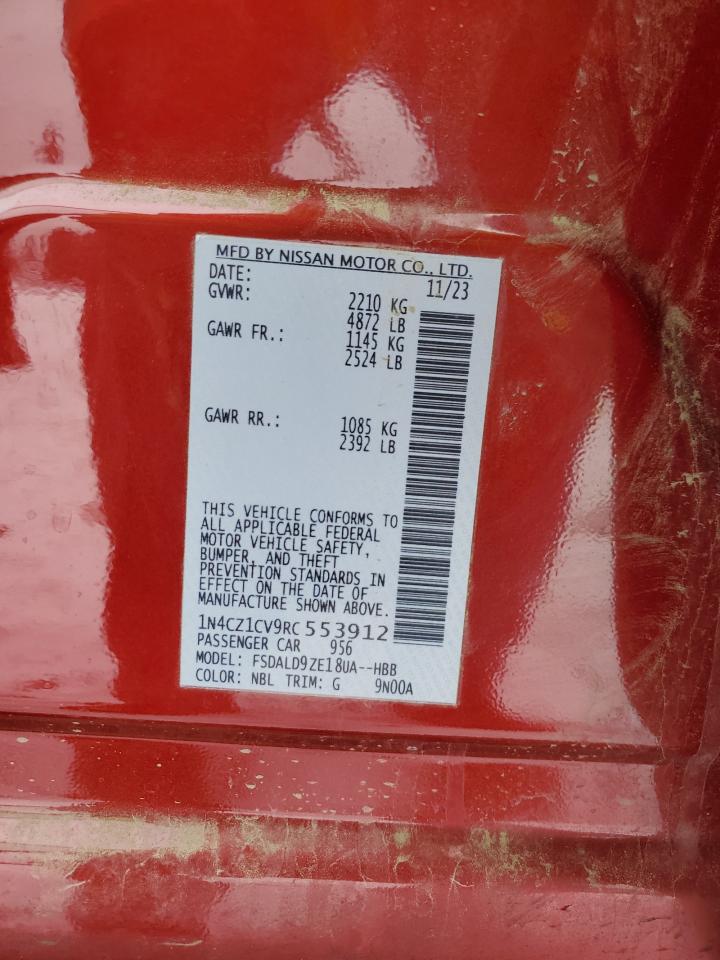 MFD BY NISSAN MOTOR CO., LTD.
DATE: 11/23
GVWR: 2210 KG
4872 LB
GAWR FR.: 1145 KG
2524 LB
GAWR RR.: 1085 KG
2392 LB
THIS VEHICLE CONFORMS TO
ALL APPLICABLE FEDERAL
MOTOR VEHICLE SAFETY,
BUMPER, AND THEFT
PREVENTION STANDARDS IN
EFFECT ON THE DATE OF
MANUFACTURE SHOWN ABOVE.
1N4CZ1CV9RC553912
PASSENGER CAR 956
MODEL: FSDALD9ZE18UA--HBB
COLOR: NBL TRIM: G 9N00A